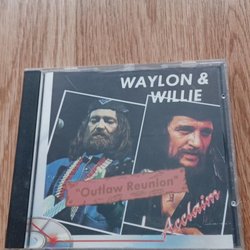 WAYLON &
WILLIE
"Outlaw Reunion"
Acclaim